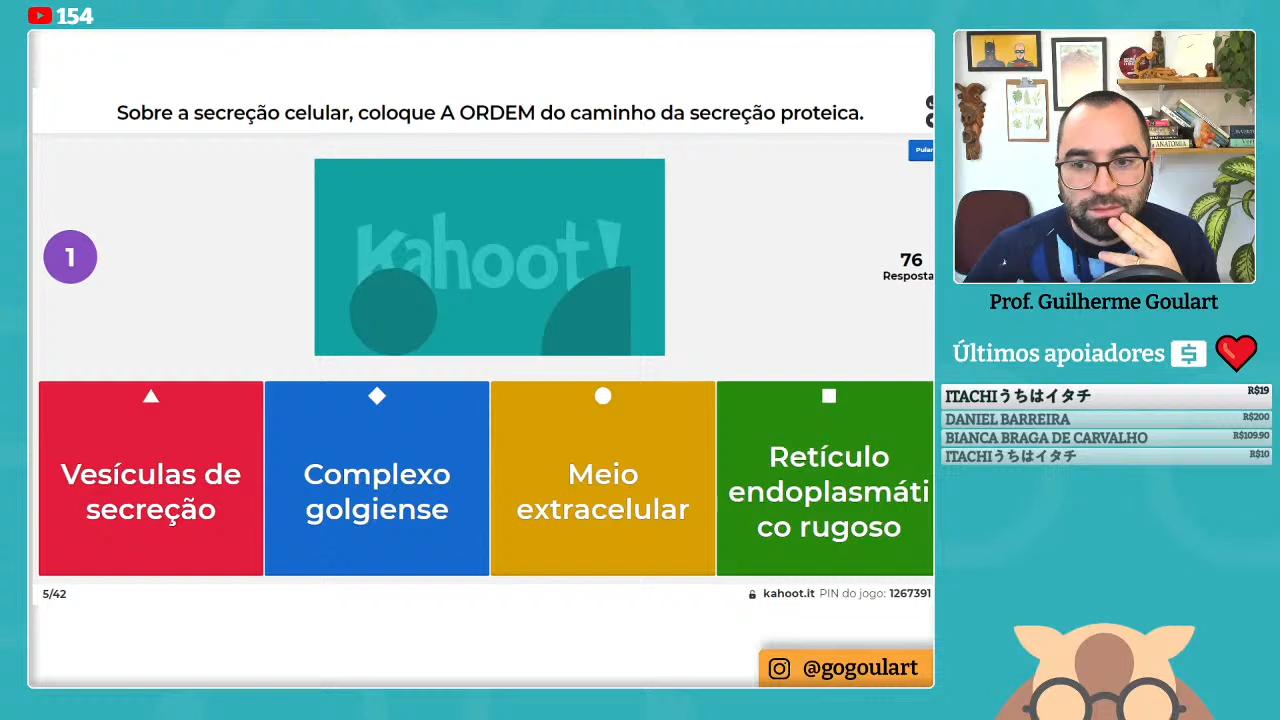 154
Sobre a secreção celular, coloque A ORDEM do caminho da secreção proteica.
Pular
Kahoot!
1
76
Resposta
Vesículas de
secreção
Complexo
golgiense
Meio
extracelular
Retículo
endoplasmáti
co rugoso
5/42
kahoot.it PIN do jogo: 1267391
@gogoulart
Prof. Guilherme Goulart
Últimos apoiadores
ITACHIうちはイタチ R$19
DANIEL BARREIRA R$200
BIANCA BRAGA DE CARVALHO R$109.90
ITACHIうちはイタチ R$10
ANATOMIA